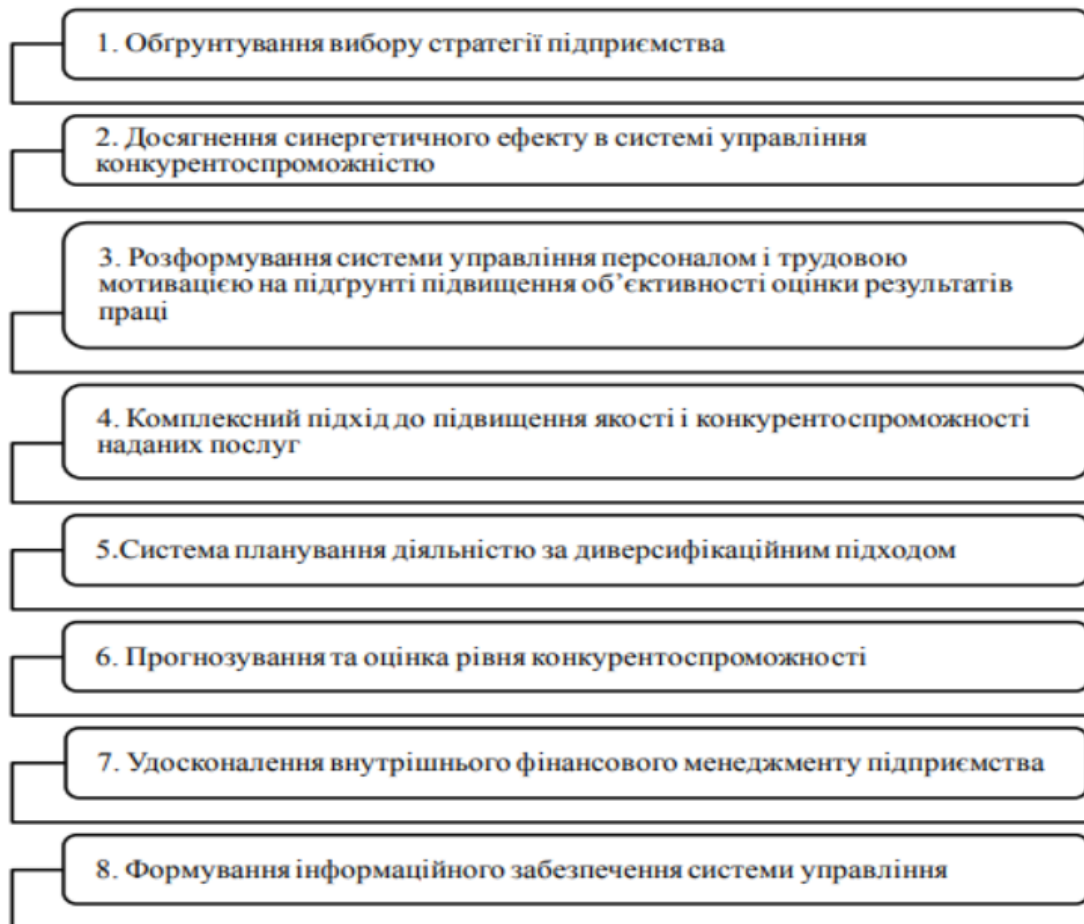 1. Обґрунтування вибору стратегії підприємства
2. Досягнення синергетичного ефекту в системі управління
конкурентоспроможністю
3. Розформування системи управління персоналом і трудовою
мотивацією на підґрунті підвищення об’єктивності оцінки результатів
праці
4. Комплексний підхід до підвищення якості і конкурентоспроможності
наданих послуг
5.Система планування діяльністю за диверсифікаційним підходом
6. Прогнозування та оцінка рівня конкурентоспроможності
7. Удосконалення внутрішнього фінансового менеджменту підприємства
8. Формування інформаційного забезпечення системи управління